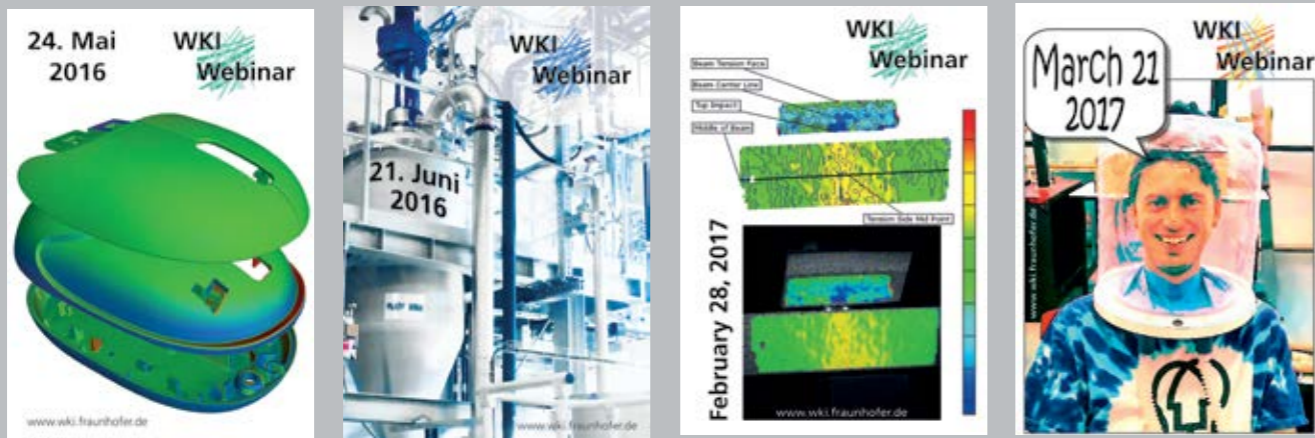 24. Mai
2016
WKI
Webinar
www.wki.fraunhofer.de
WKI
Webinar
21. Juni
2016
www.wki.fraunhofer.de
WKI
Webinar
Beam Tension Face
Beam Center Line
Top Impact
Middle of Beam
Tension Side Mid Point
February 28, 2017
www.wki.fraunhofer.de
WKI
Webinar
March 21
2017
www.wki.fraunhofer.de